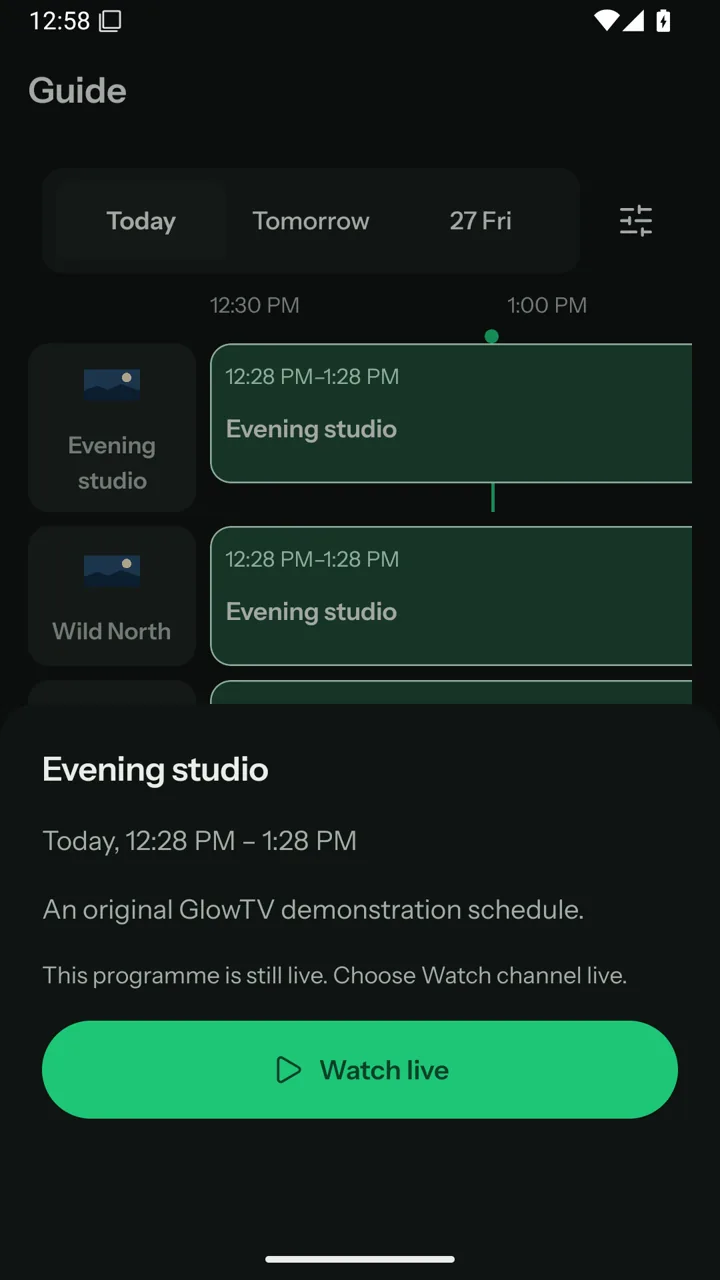 12:58
Guide
Today
Tomorrow
27 Fri
12:30 PM
1:00 PM
Evening
studio
12:28 PM–1:28 PM
Evening studio
Wild North
12:28 PM–1:28 PM
Evening studio
Evening studio
Today, 12:28 PM – 1:28 PM
An original GlowTV demonstration schedule.
This programme is still live. Choose Watch channel live.
Watch live